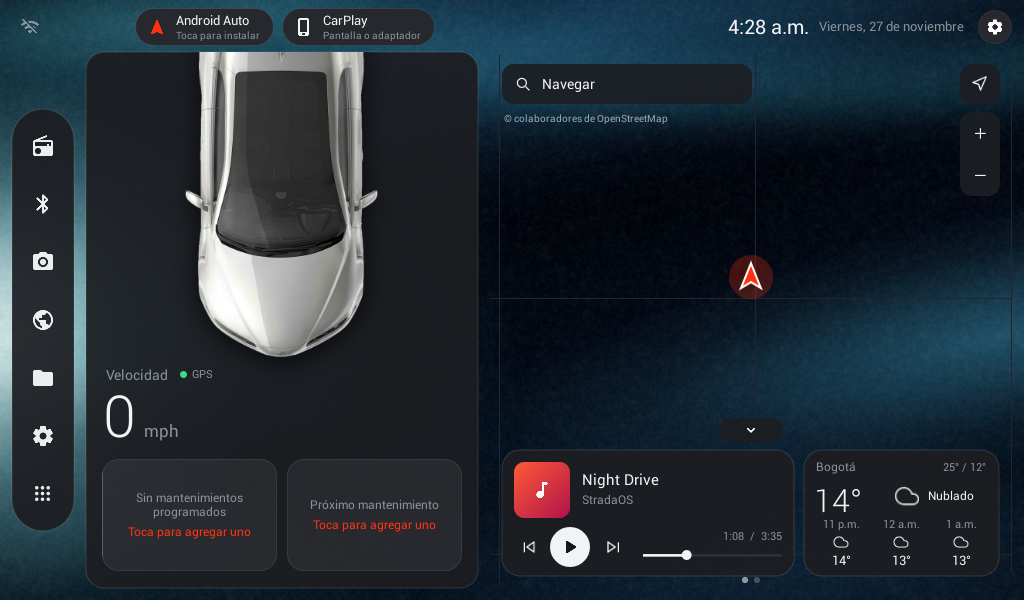 Android Auto
Toca para instalar
CarPlay
Pantalla o adaptador
4:28 a.m.
Viernes, 27 de noviembre
Navegar
© colaboradores de OpenStreetMap
+
−
Velocidad
GPS
0 mph
Sin mantenimientos
programados
Toca para agregar uno
Próximo mantenimiento
Toca para agregar uno
Night Drive
StradaOS
1:08 / 3:35
Bogotá
25° / 12°
14°
Nublado
11 p.m.
12 a.m.
1 a.m.
14°
13°
13°